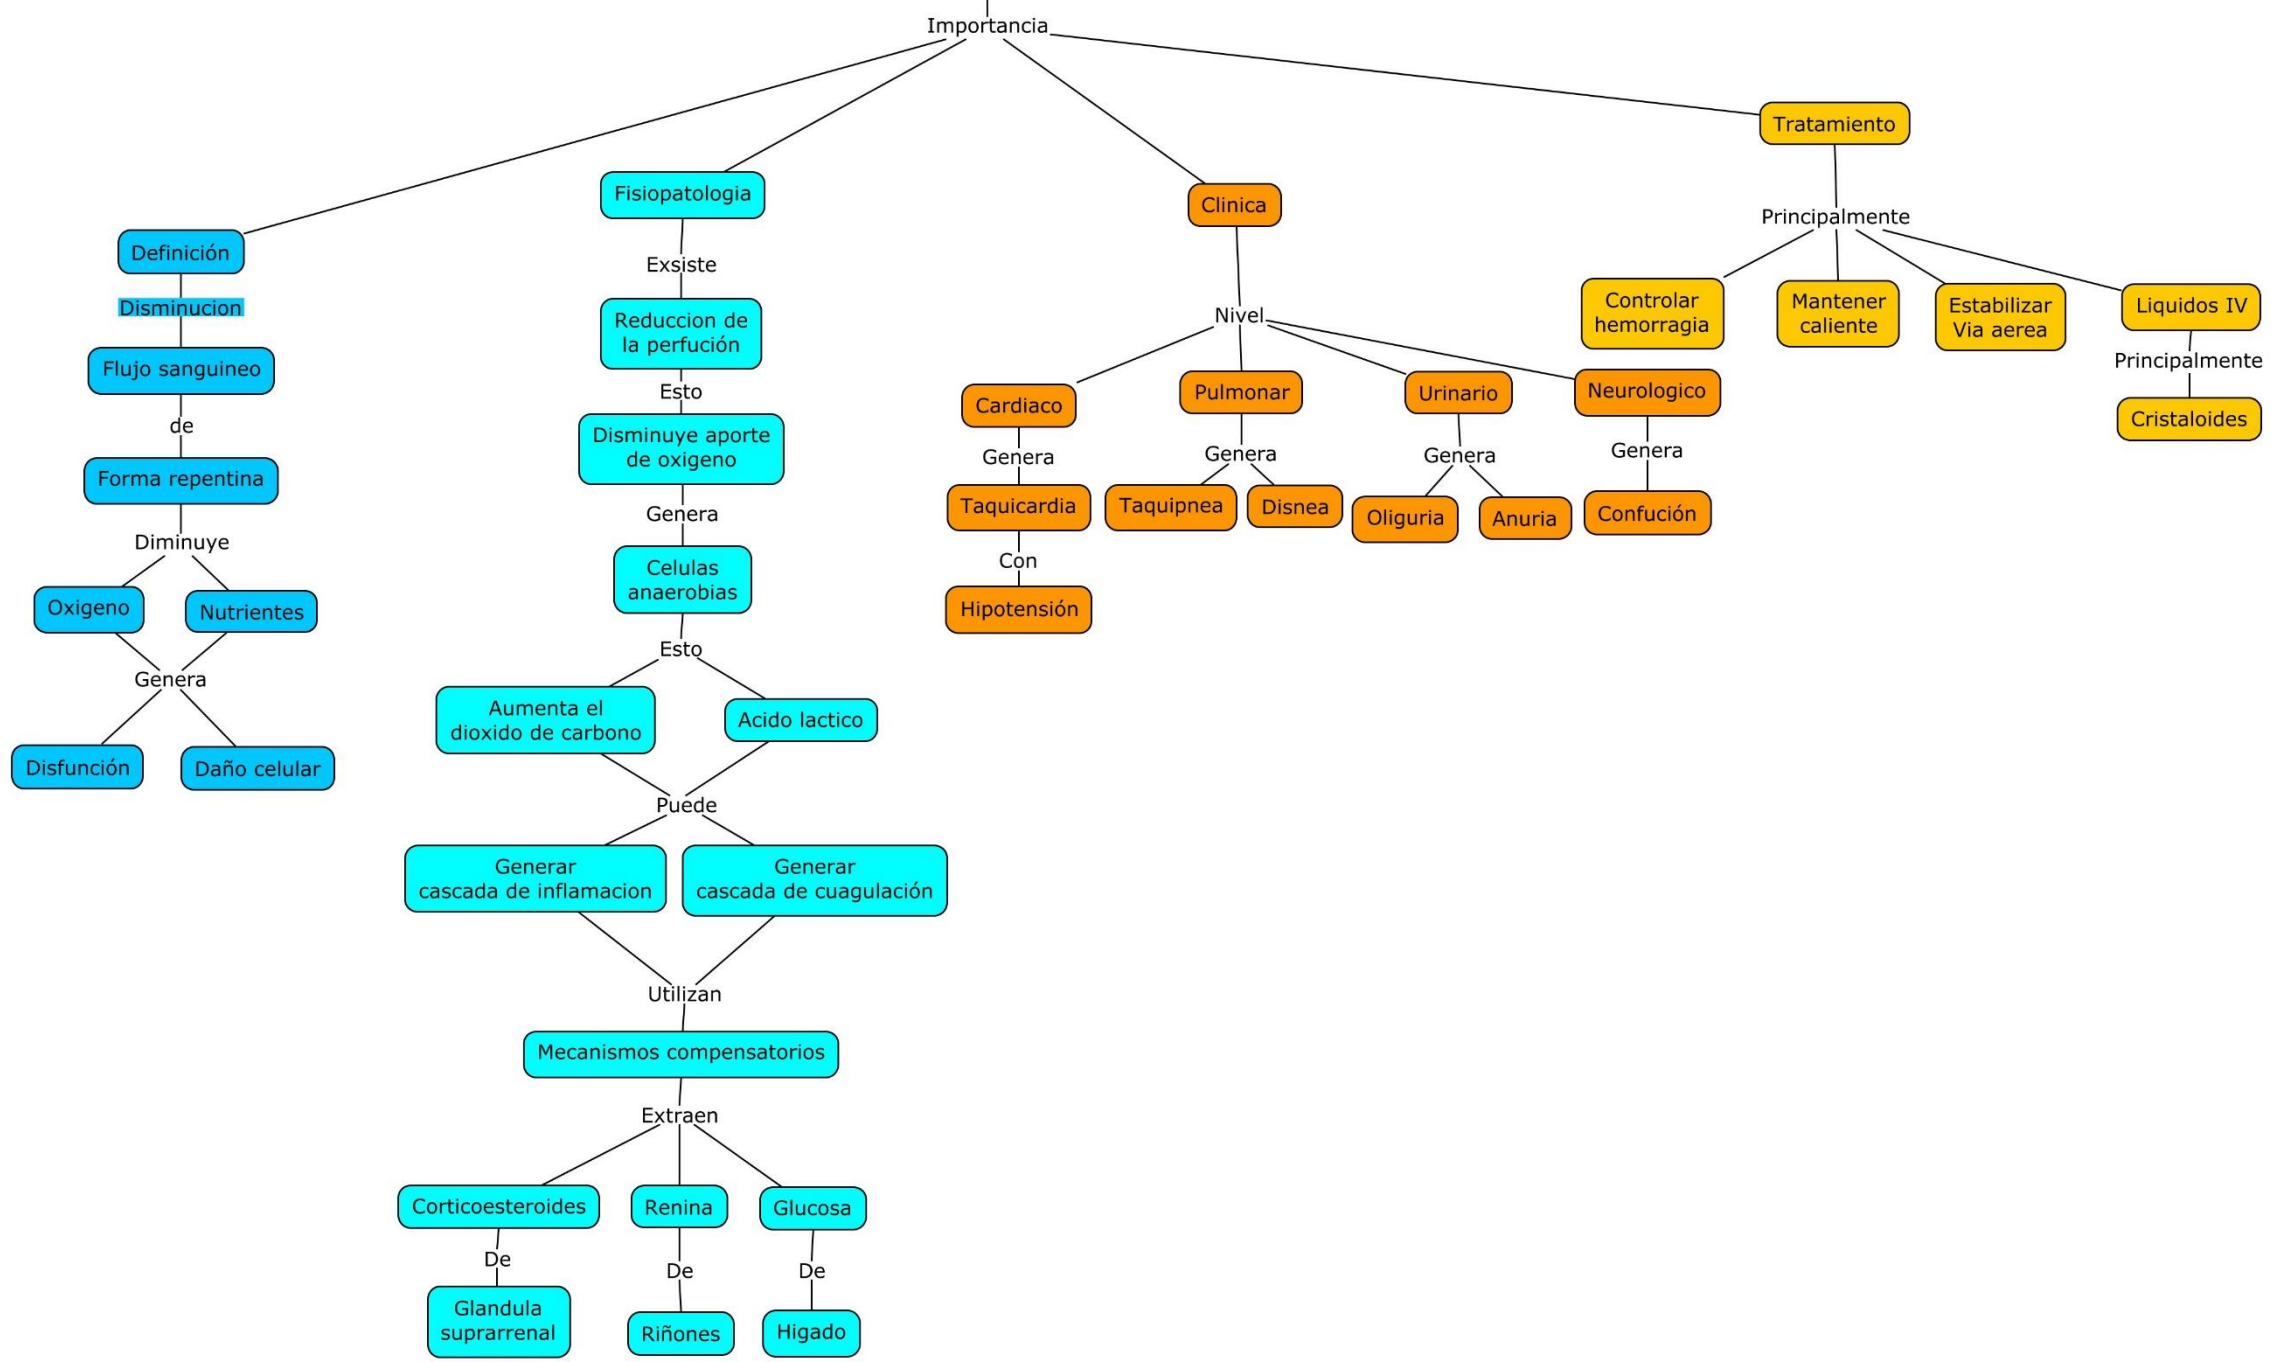 Importancia
Definición
Disminucion
Flujo sanguineo
de
Forma repentina
Diminuye
Oxigeno
Nutrientes
Genera
Disfunción
Daño celular
Fisiopatologia
Exsiste
Reduccion de
la perfución
Esto
Disminuye aporte
de oxigeno
Genera
Celulas
anaerobias
Esto
Aumenta el
dioxido de carbono
Acido lactico
Puede
Generar
cascada de inflamacion
Generar
cascada de cuagulación
Utilizan
Mecanismos compensatorios
Extraen
Corticoesteroides
De
Glandula
suprarrenal
Renina
De
Riñones
Glucosa
De
Higado
Clinica
Nivel
Cardiaco
Genera
Taquicardia
Con
Hipotensión
Pulmonar
Genera
Taquipnea
Disnea
Urinario
Genera
Oliguria
Anuria
Neurologico
Genera
Confución
Tratamiento
Principalmente
Controlar
hemorragia
Mantener
caliente
Estabilizar
Via aerea
Liquidos IV
Principalmente
Cristaloides